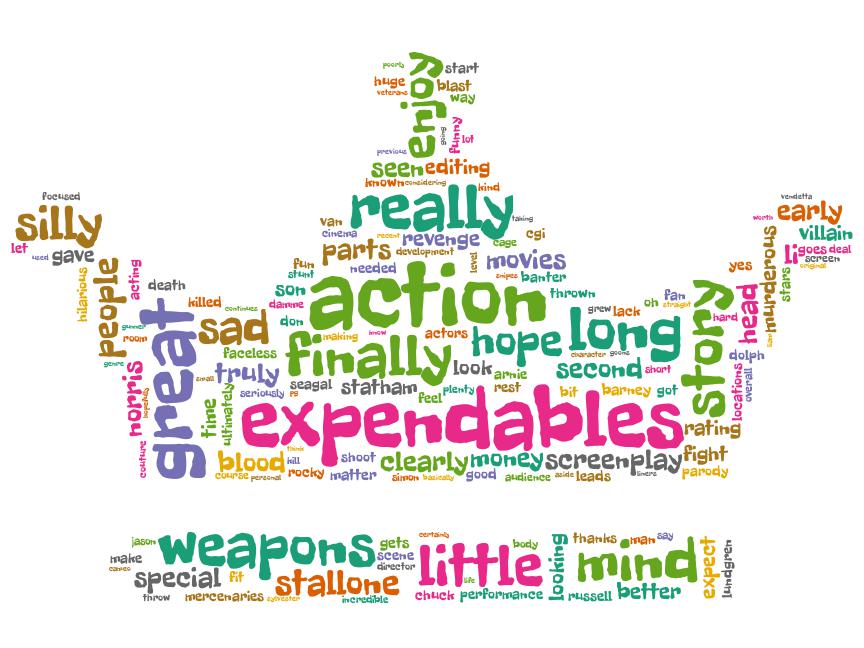 poorly
enjoy
start
huge
blast
veterans
way
going
funny
lot
previous
seen
editing
known
considering
kind
focused
silly
let
used
gave
really
taking
van
cinema
recent
revenge
cage
cgi
parts
development
level
movies
vendetta
worth
early
villain
li
goes
deal
screen
original
hilarious
people
acting
death
fun
stunt
needed
snipes
banter
yes
murderous
stars
son
action
thrown
killed
continues
damme
grew
lack
oh
fan
straight
story
hard
head
gunner
room
genre
great
sad
don
making
know
actors
hope
long
finally
faceless
small
truly
look
arnie
character
goons
second
short
dolph
overall
locations
norris
hopefully
time
ultimately
seriously
pg
seagal
statham
feel
plenty
rest
bit
barney
got
expendables
rating
couture
blood
think
kill
course
personal
rocky
shoot
matter
clearly
simon
basically
money
good
audience
screenplay
aside
leads
liners
fight
parody
jason
make
cameo
weapons
gets
scene
director
certainly
little
body
looking
thanks
man
say
mind
expect
lundgren
special
fit
stallone
life
throw
mercenaries
sylvester
incredible
chuck
performance
russell
better